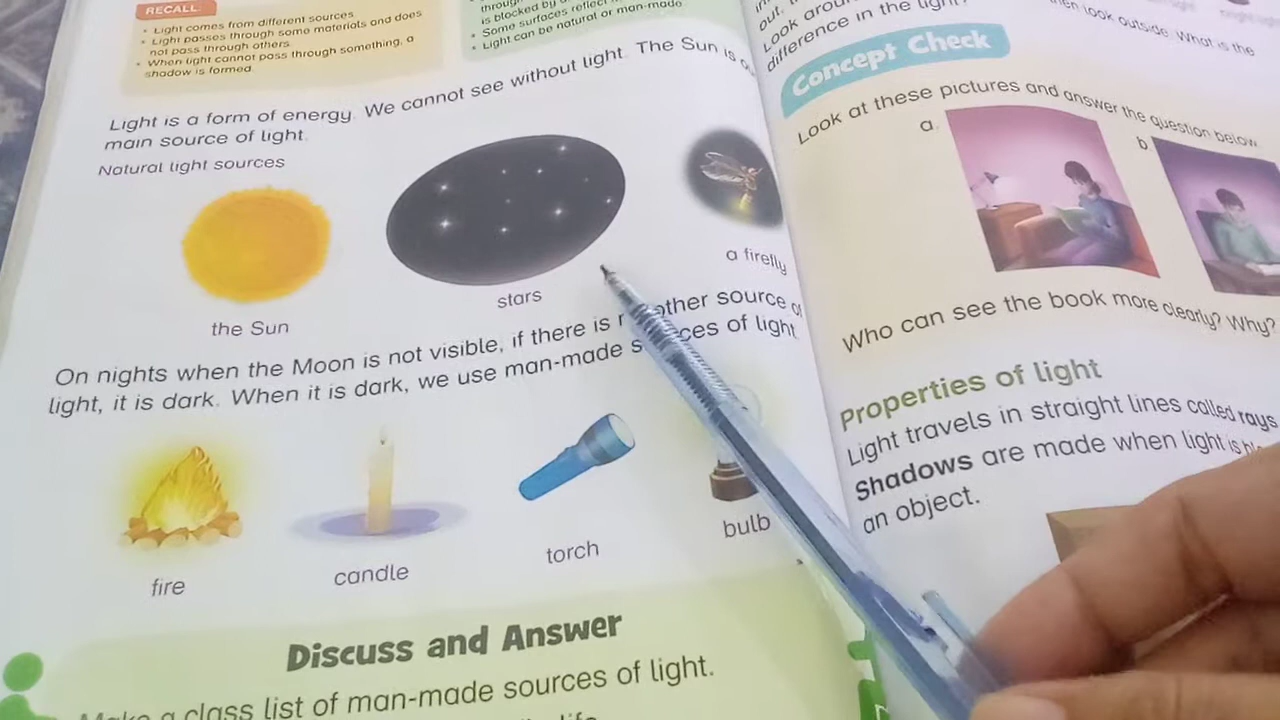 RECALL:
• Light comes from different sources
• Light passes through some materials and does
not pass through others.
• When light cannot pass through something, a
shadow is formed.
through
is blocked by
• Some surfaces reflect
• Light can be natural or man-made
Light is a form of energy. We cannot see without light. The Sun is
main source of light.
Natural light sources
the Sun
stars
a firefly
On nights when the Moon is not visible, if there is other source
light, it is dark. When it is dark, we use man-made of light
fire
candle
torch
bulb
Discuss and Answer
a class list of man-made sources of light.
out.
Look
difference in the light?
then look outside. What is the
Concept Check
Look at these pictures and answer the question below.
a.
b.
Who can see the book more clearly? Why?
Properties of light
Light travels in straight lines called rays
Shadows are made when light is
an object.